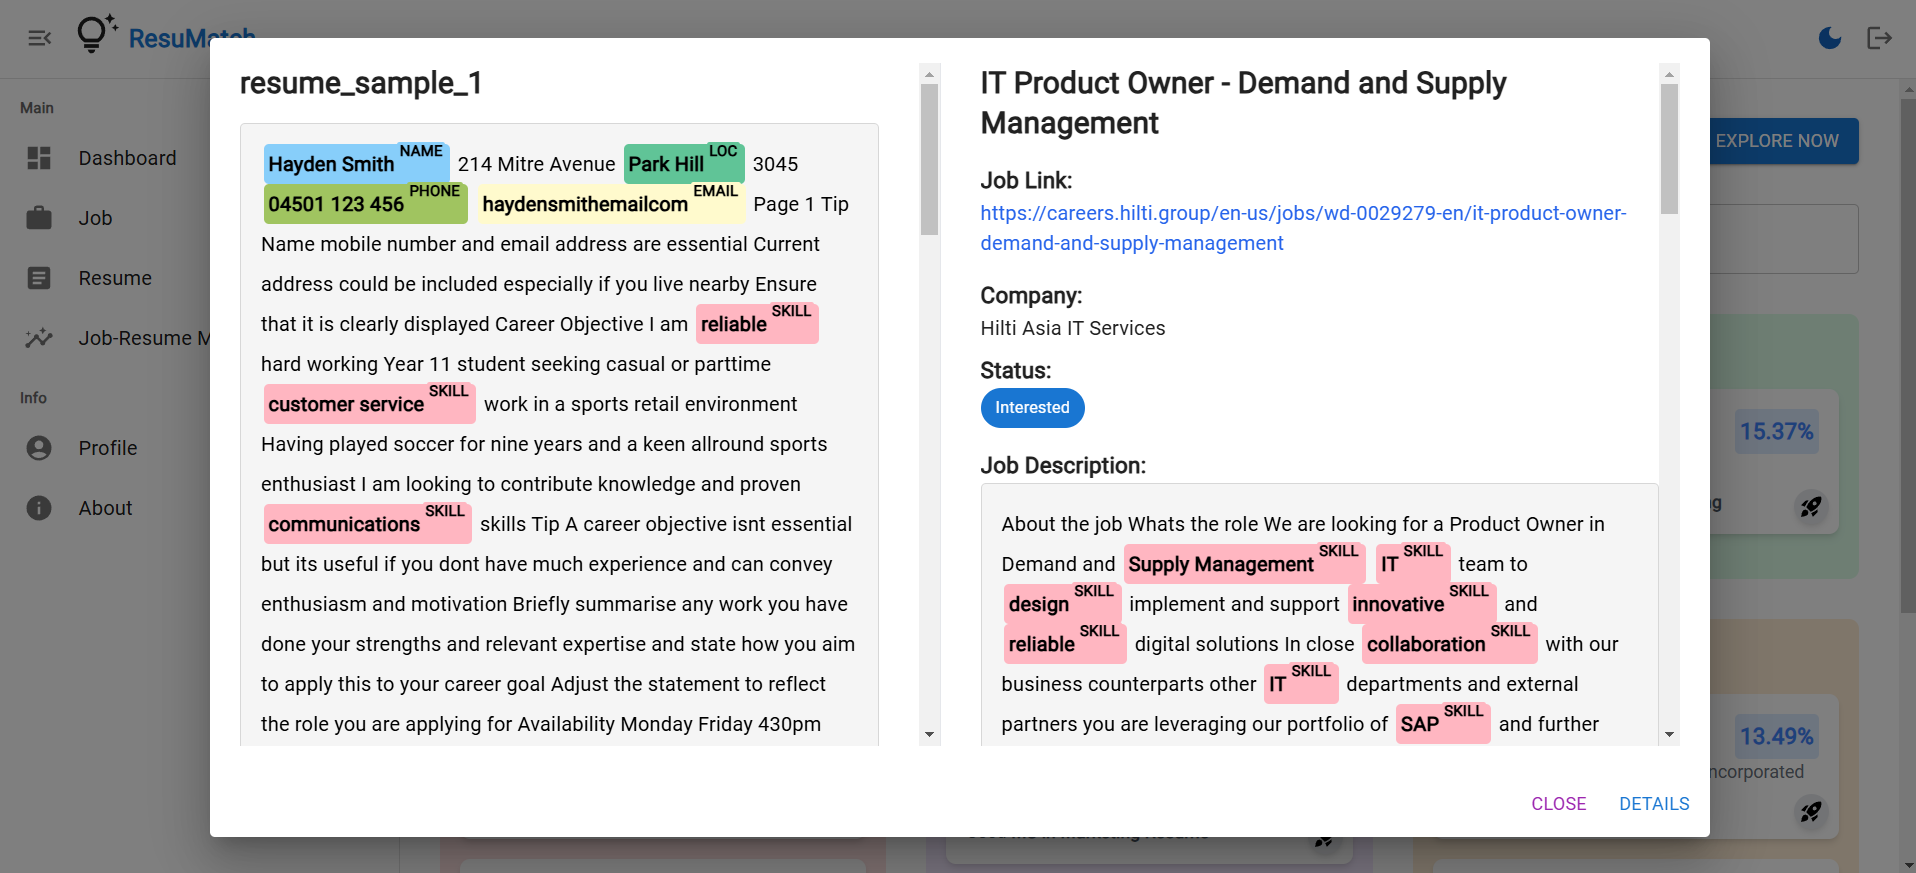 ResuMatch
Main
Dashboard
Job
Resume
Job-Resume M
Info
Profile
About
resume_sample_1
Hayden Smith NAME 214 Mitre Avenue Park Hill LOC 3045
04501 123 456 PHONE haydensmithemailcom EMAIL Page 1 Tip
Name mobile number and email address are essential Current
address could be included especially if you live nearby Ensure
that it is clearly displayed Career Objective I am reliable SKILL
hard working Year 11 student seeking casual or parttime
customer service SKILL work in a sports retail environment
Having played soccer for nine years and a keen allround sports
enthusiast I am looking to contribute knowledge and proven
communications SKILL skills Tip A career objective isnt essential
but its useful if you dont have much experience and can convey
enthusiasm and motivation Briefly summarise any work you have
done your strengths and relevant expertise and state how you aim
to apply this to your career goal Adjust the statement to reflect
the role you are applying for Availability Monday Friday 430pm
IT Product Owner - Demand and Supply
Management
Job Link:
https://careers.hilti.group/en-us/jobs/wd-0029279-en/it-product-owner-
demand-and-supply-management
Company:
Hilti Asia IT Services
Status:
Interested
Job Description:
About the job Whats the role We are looking for a Product Owner in
Demand and Supply Management SKILL IT SKILL team to
design SKILL implement and support innovative SKILL and
reliable SKILL digital solutions In close collaboration SKILL with our
business counterparts other IT SKILL departments and external
partners you are leveraging our portfolio of SAP SKILL and further
CLOSE DETAILS
EXPLORE NOW
15.37%
13.49%
ncorporated